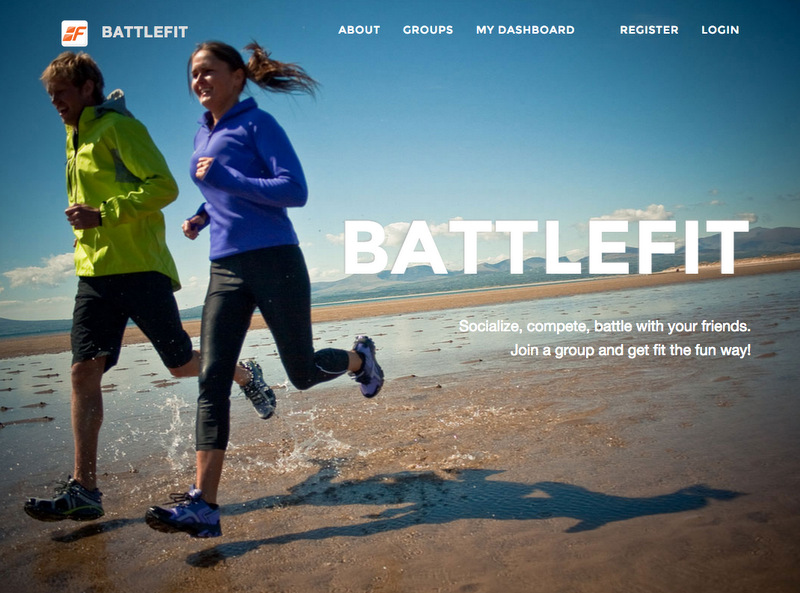 BATTLEFIT
ABOUT GROUPS MY DASHBOARD REGISTER LOGIN
BATTLEFIT
Socialize, compete, battle with your friends.
Join a group and get fit the fun way!